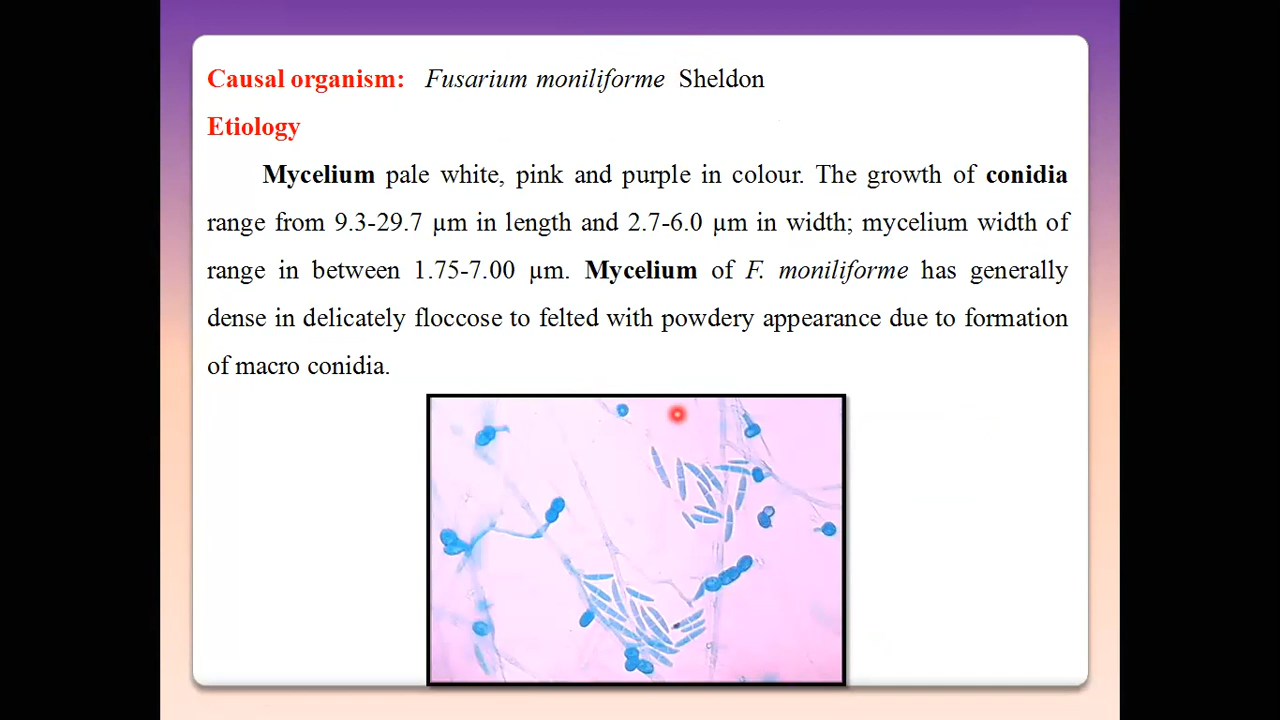 Causal organism: Fusarium moniliforme Sheldon
Etiology
Mycelium pale white, pink and purple in colour. The growth of conidia
range from 9.3-29.7 µm in length and 2.7-6.0 µm in width; mycelium width of
range in between 1.75-7.00 µm. Mycelium of F. moniliforme has generally
dense in delicately floccose to felted with powdery appearance due to formation
of macro conidia.